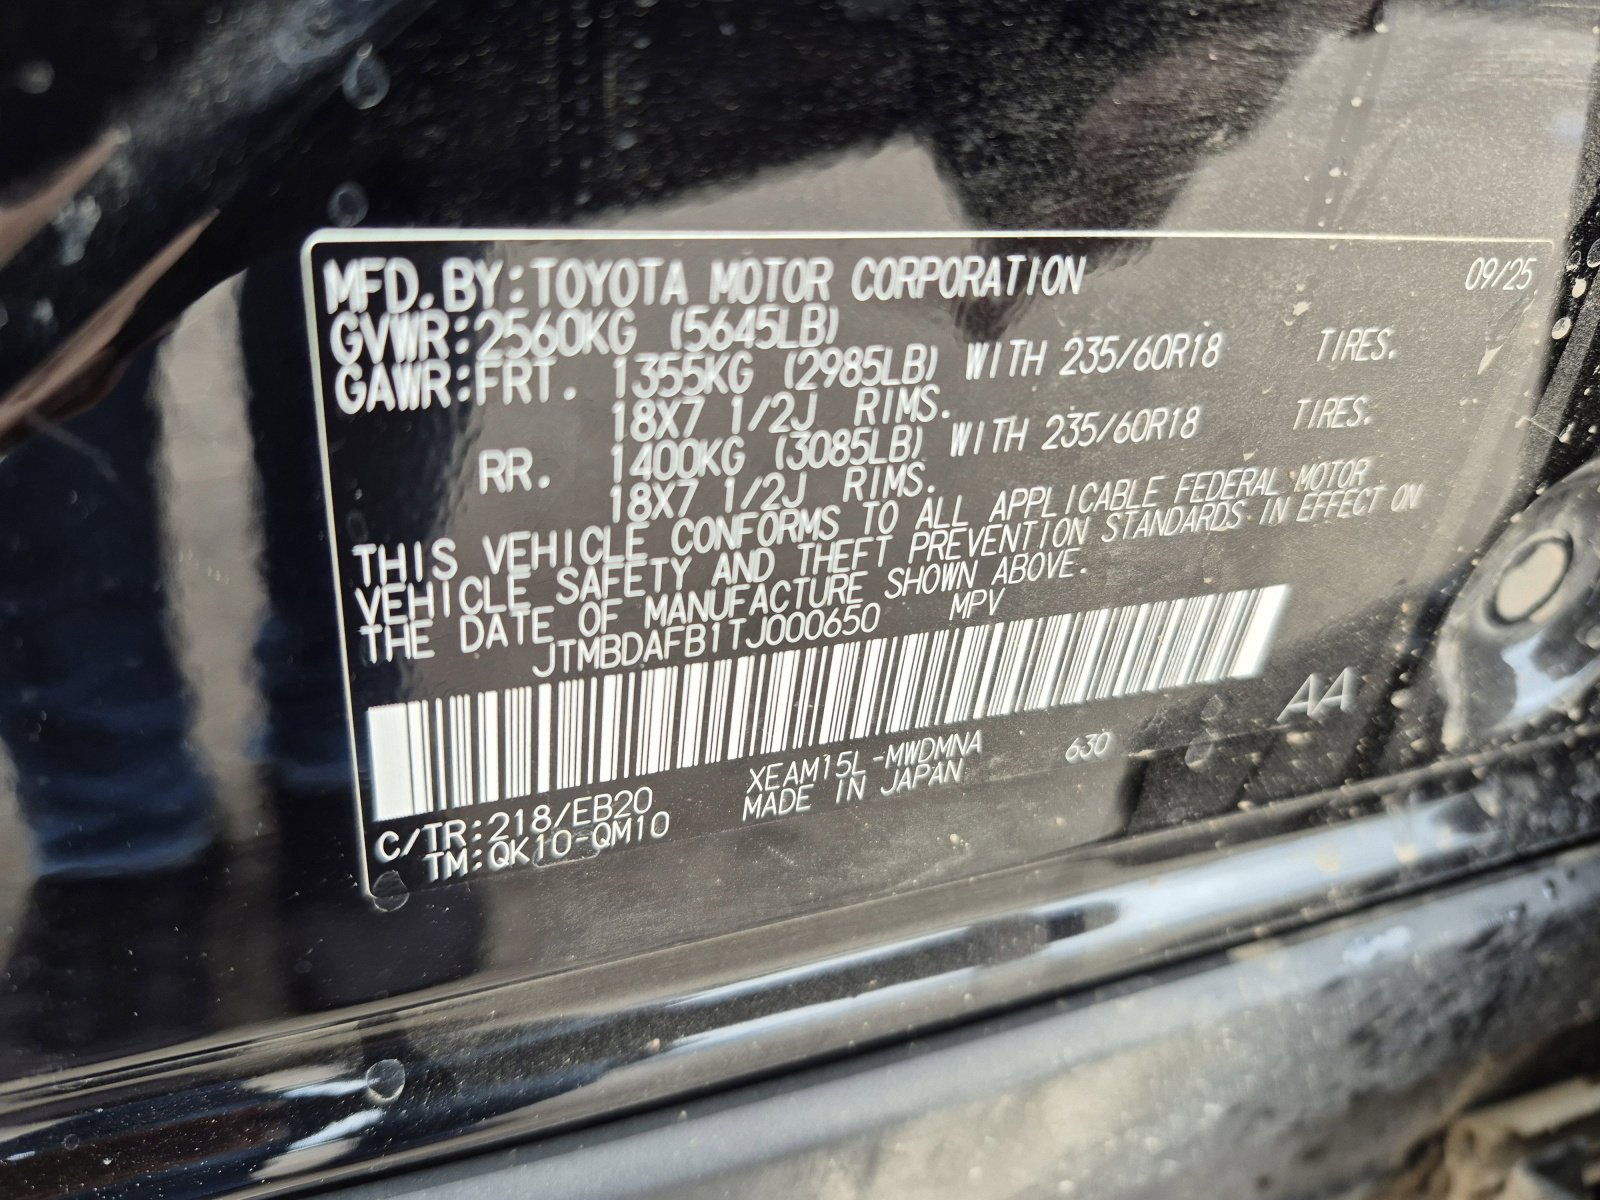 MFD. BY: TOYOTA MOTOR CORPORATION 09/25
GVWR: 2560KG (5645LB)
GAWR: FRT. 1355KG (2985LB) WITH 235/60R18 TIRES.
18X7 1/2J RIMS.
RR. 1400KG (3085LB) WITH 235/60R18 TIRES.
18X7 1/2J RIMS.
THIS VEHICLE CONFORMS TO ALL APPLICABLE FEDERAL MOTOR
VEHICLE SAFETY AND THEFT PREVENTION STANDARDS IN EFFECT ON
THE DATE OF MANUFACTURE SHOWN ABOVE.
JTMBDAFB1TJ000650 MPV
AA
XEAM15L-MWDMNA 630
C/TR: 218/EB20 MADE IN JAPAN
TM: QK10-QM10